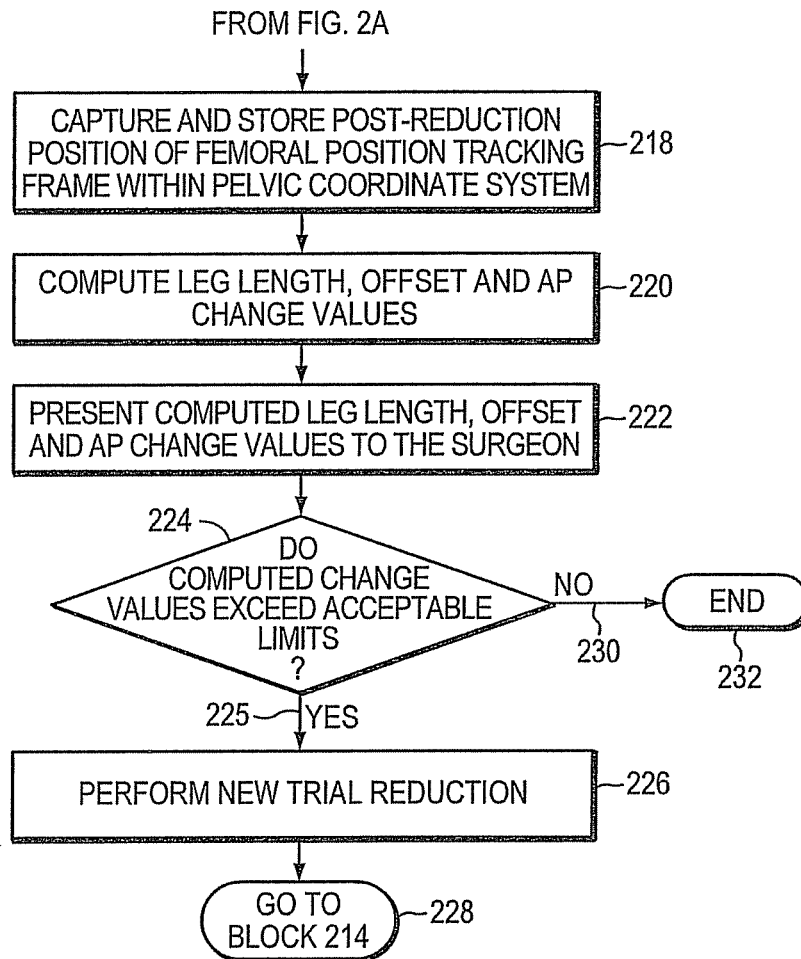 FROM FIG. 2A
CAPTURE AND STORE POST-REDUCTION
POSITION OF FEMORAL POSITION TRACKING
FRAME WITHIN PELVIC COORDINATE SYSTEM
218
COMPUTE LEG LENGTH, OFFSET AND AP
CHANGE VALUES
220
PRESENT COMPUTED LEG LENGTH, OFFSET
AND AP CHANGE VALUES TO THE SURGEON
222
224
DO
COMPUTED CHANGE
VALUES EXCEED ACCEPTABLE
LIMITS
?
NO
230
END
232
225
YES
PERFORM NEW TRIAL REDUCTION
226
GO TO
BLOCK 214
228